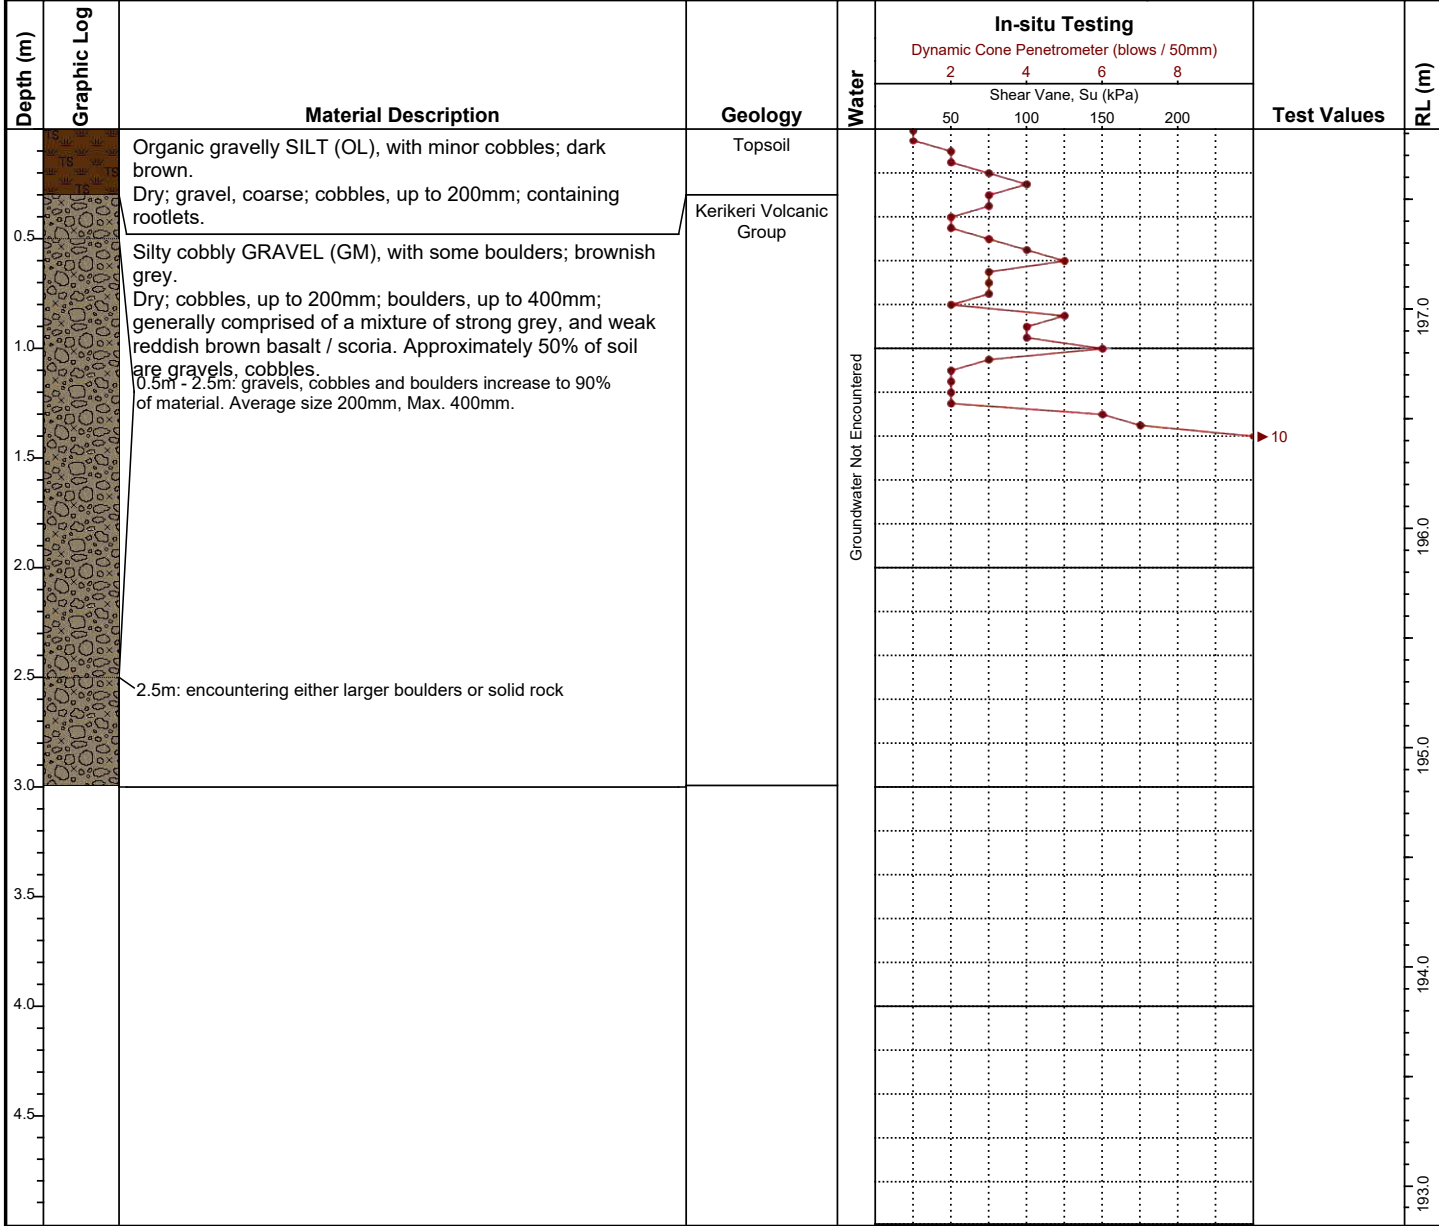 Depth (m)
Graphic Log
Material Description
Geology
Water
In-situ Testing
Dynamic Cone Penetrometer (blows / 50mm)
2 4 6 8
Shear Vane, Su (kPa)
50 100 150 200
Test Values
RL (m)
TS
TS
TS
TS
Organic gravelly SILT (OL), with minor cobbles; dark
brown.
Dry; gravel, coarse; cobbles, up to 200mm; containing
rootlets.
Topsoil
Silty cobbly GRAVEL (GM), with some boulders; brownish
grey.
Dry; cobbles, up to 200mm; boulders, up to 400mm;
generally comprised of a mixture of strong grey, and weak
reddish brown basalt / scoria. Approximately 50% of soil
are gravels, cobbles.
0.5m - 2.5m: gravels, cobbles and boulders increase to 90%
of material. Average size 200mm, Max. 400mm.
2.5m: encountering either larger boulders or solid rock
Kerikeri Volcanic
Group
Groundwater Not Encountered
10
0.5
1.0
1.5
2.0
2.5
3.0
3.5
4.0
4.5
197.0
196.0
195.0
194.0
193.0